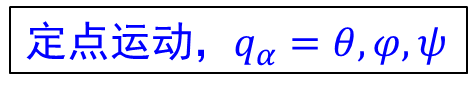 定点运动，$q_\alpha = \theta, \varphi, \psi$